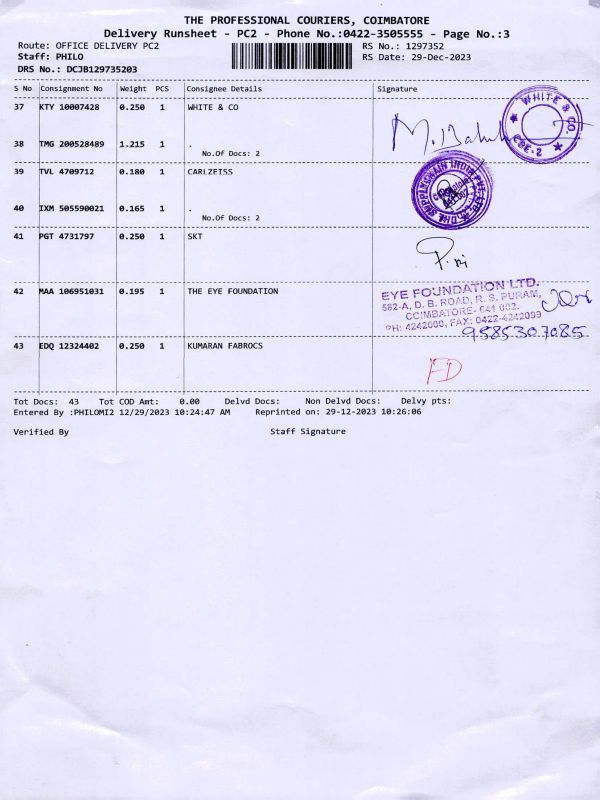 THE PROFESSIONAL COURIERS, COIMBATORE
Delivery Runsheet - PC2 - Phone No.:0422-3505555 - Page No.:3
Route: OFFICE DELIVERY PC2 RS No.: 1297352
Staff: PHILO RS Date: 29-Dec-2023
DRS No.: DCJB129735203
S No Consignment No Weight PCS Consignee Details Signature
37 KTY 10007428 0.250 1 WHITE & CO
WHITE & CO
CBE-2
38 TMG 200528489 1.215 1 .
No.Of Docs: 2
39 TVL 4709712 0.180 1 CARLZEISS
40 IXM 505590021 0.165 1 .
No.Of Docs: 2
41 PGT 4731797 0.250 1 SKT
42 MAA 106951031 0.195 1 THE EYE FOUNDATION
EYE FOUNDATION LTD.
582-A, D. B. ROAD, R. S. PURAM,
COIMBATORE- 641 002.
PH: 4242000, FAX: 0422-4242099
9585307085
43 EDQ 12324402 0.250 1 KUMARAN FABROCS
FD
Tot Docs: 43 Tot COD Amt: 0.00 Delvd Docs: Non Delvd Docs: Delvy pts:
Entered By :PHILOMI2 12/29/2023 10:24:47 AM Reprinted on: 29-12-2023 10:26:06
Verified By Staff Signature